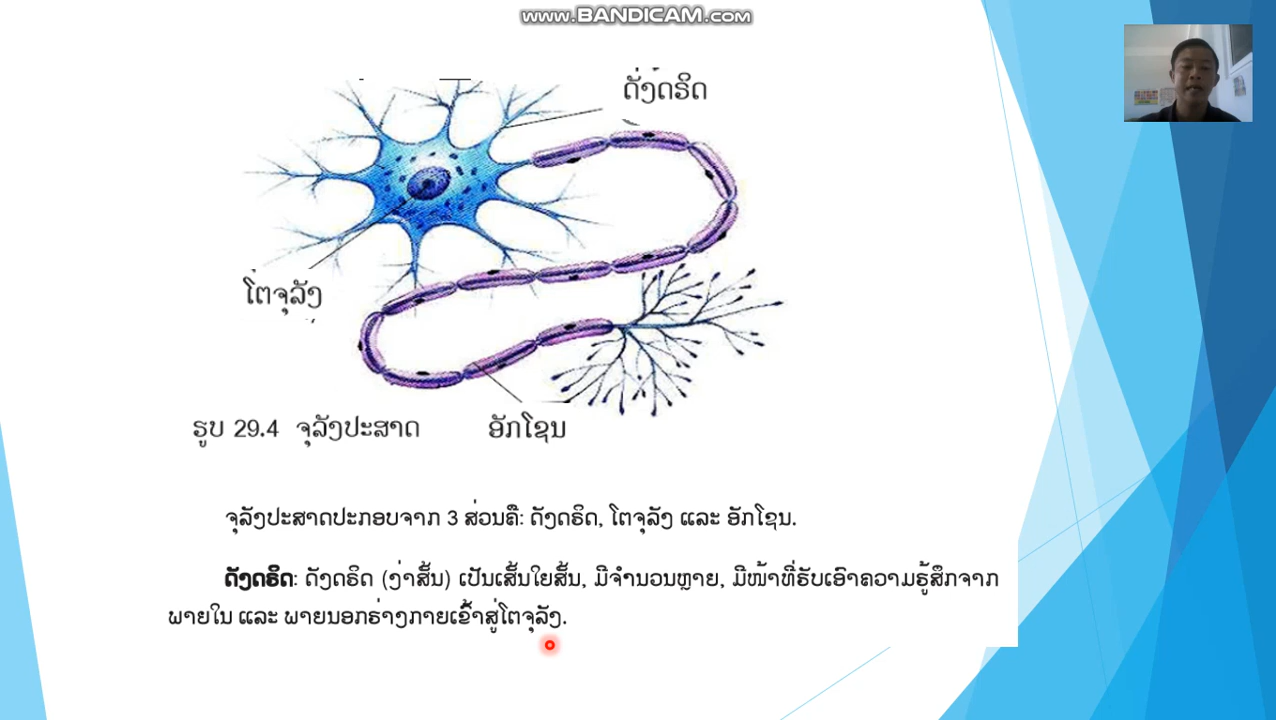 www.BANDICAM.com
ດັ່ງດຣິດ
ໂຕຈຸລັງ
ຮູບ 29.4 ຈຸລັງປະສາດ
ອັກໂຊນ
ຈຸລັງປະສາດປະກອບຈາກ 3 ສ່ວນຄື: ດັງດຣິດ, ໂຕຈຸລັງ ແລະ ອັກໂຊນ.
ດັງດຣິດ: ດັງດຣິດ (ງ່າສັ້ນ) ເປັນເສັ້ນໃຍສັ້ນ, ມີຈຳນວນຫຼາຍ, ມີໜ້າທີ່ຮັບເອົາຄວາມຮູ້ສຶກຈາກ
ພາຍໃນ ແລະ ພາຍນອກຮ່າງກາຍເຂົ້າສູ່ໂຕຈຸລັງ.